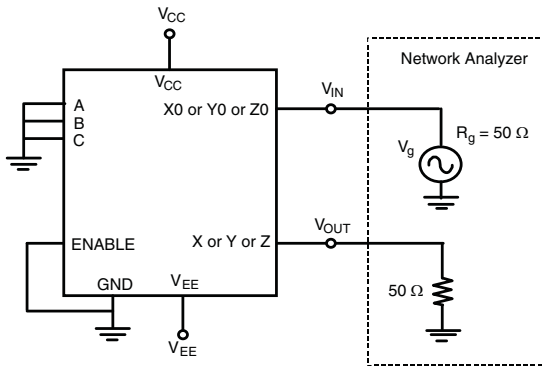 VCC
Network Analyzer
VCC
A
B
C
X0 or Y0 or Z0
VIN
Vg
Rg = 50 Ω
ENABLE
X or Y or Z
VOUT
GND
VEE
50 Ω
VEE